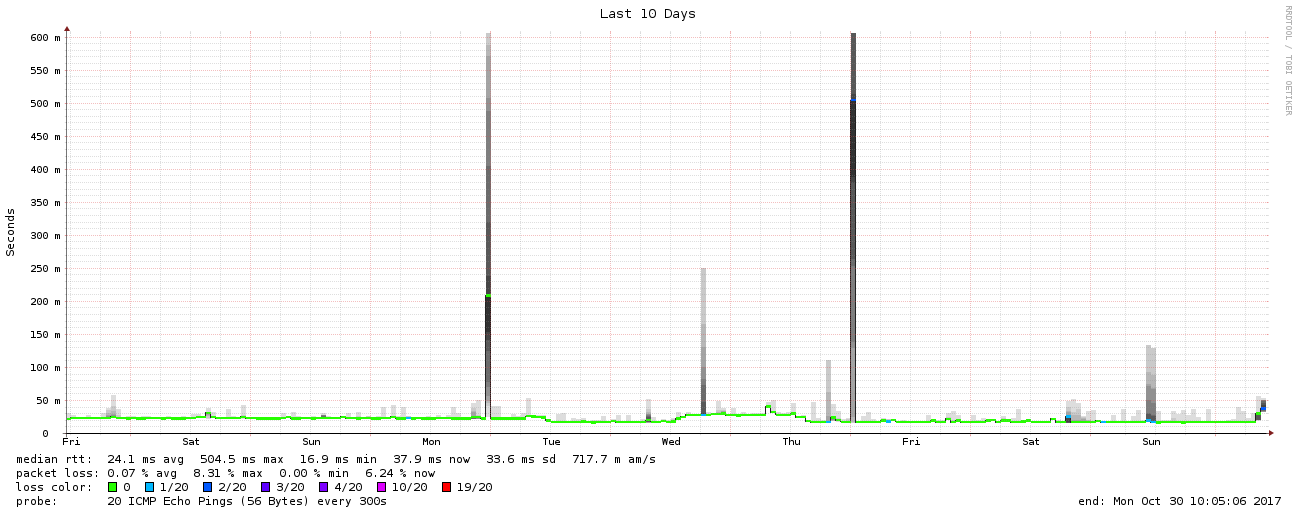 Last 10 Days
RRDTOOL / TOBI OETIKER
Seconds
600 m
550 m
500 m
450 m
400 m
350 m
300 m
250 m
200 m
150 m
100 m
50 m
0
Fri Sat Sun Mon Tue Wed Thu Fri Sat Sun
median rtt: 24.1 ms avg 504.5 ms max 16.9 ms min 37.9 ms now 33.6 ms sd 717.7 m am/s
packet loss: 0.07 % avg 8.31 % max 0.00 % min 6.24 % now
loss color: 0 1/20 2/20 3/20 4/20 10/20 19/20
probe: 20 ICMP Echo Pings (56 Bytes) every 300s end: Mon Oct 30 10:05:06 2017